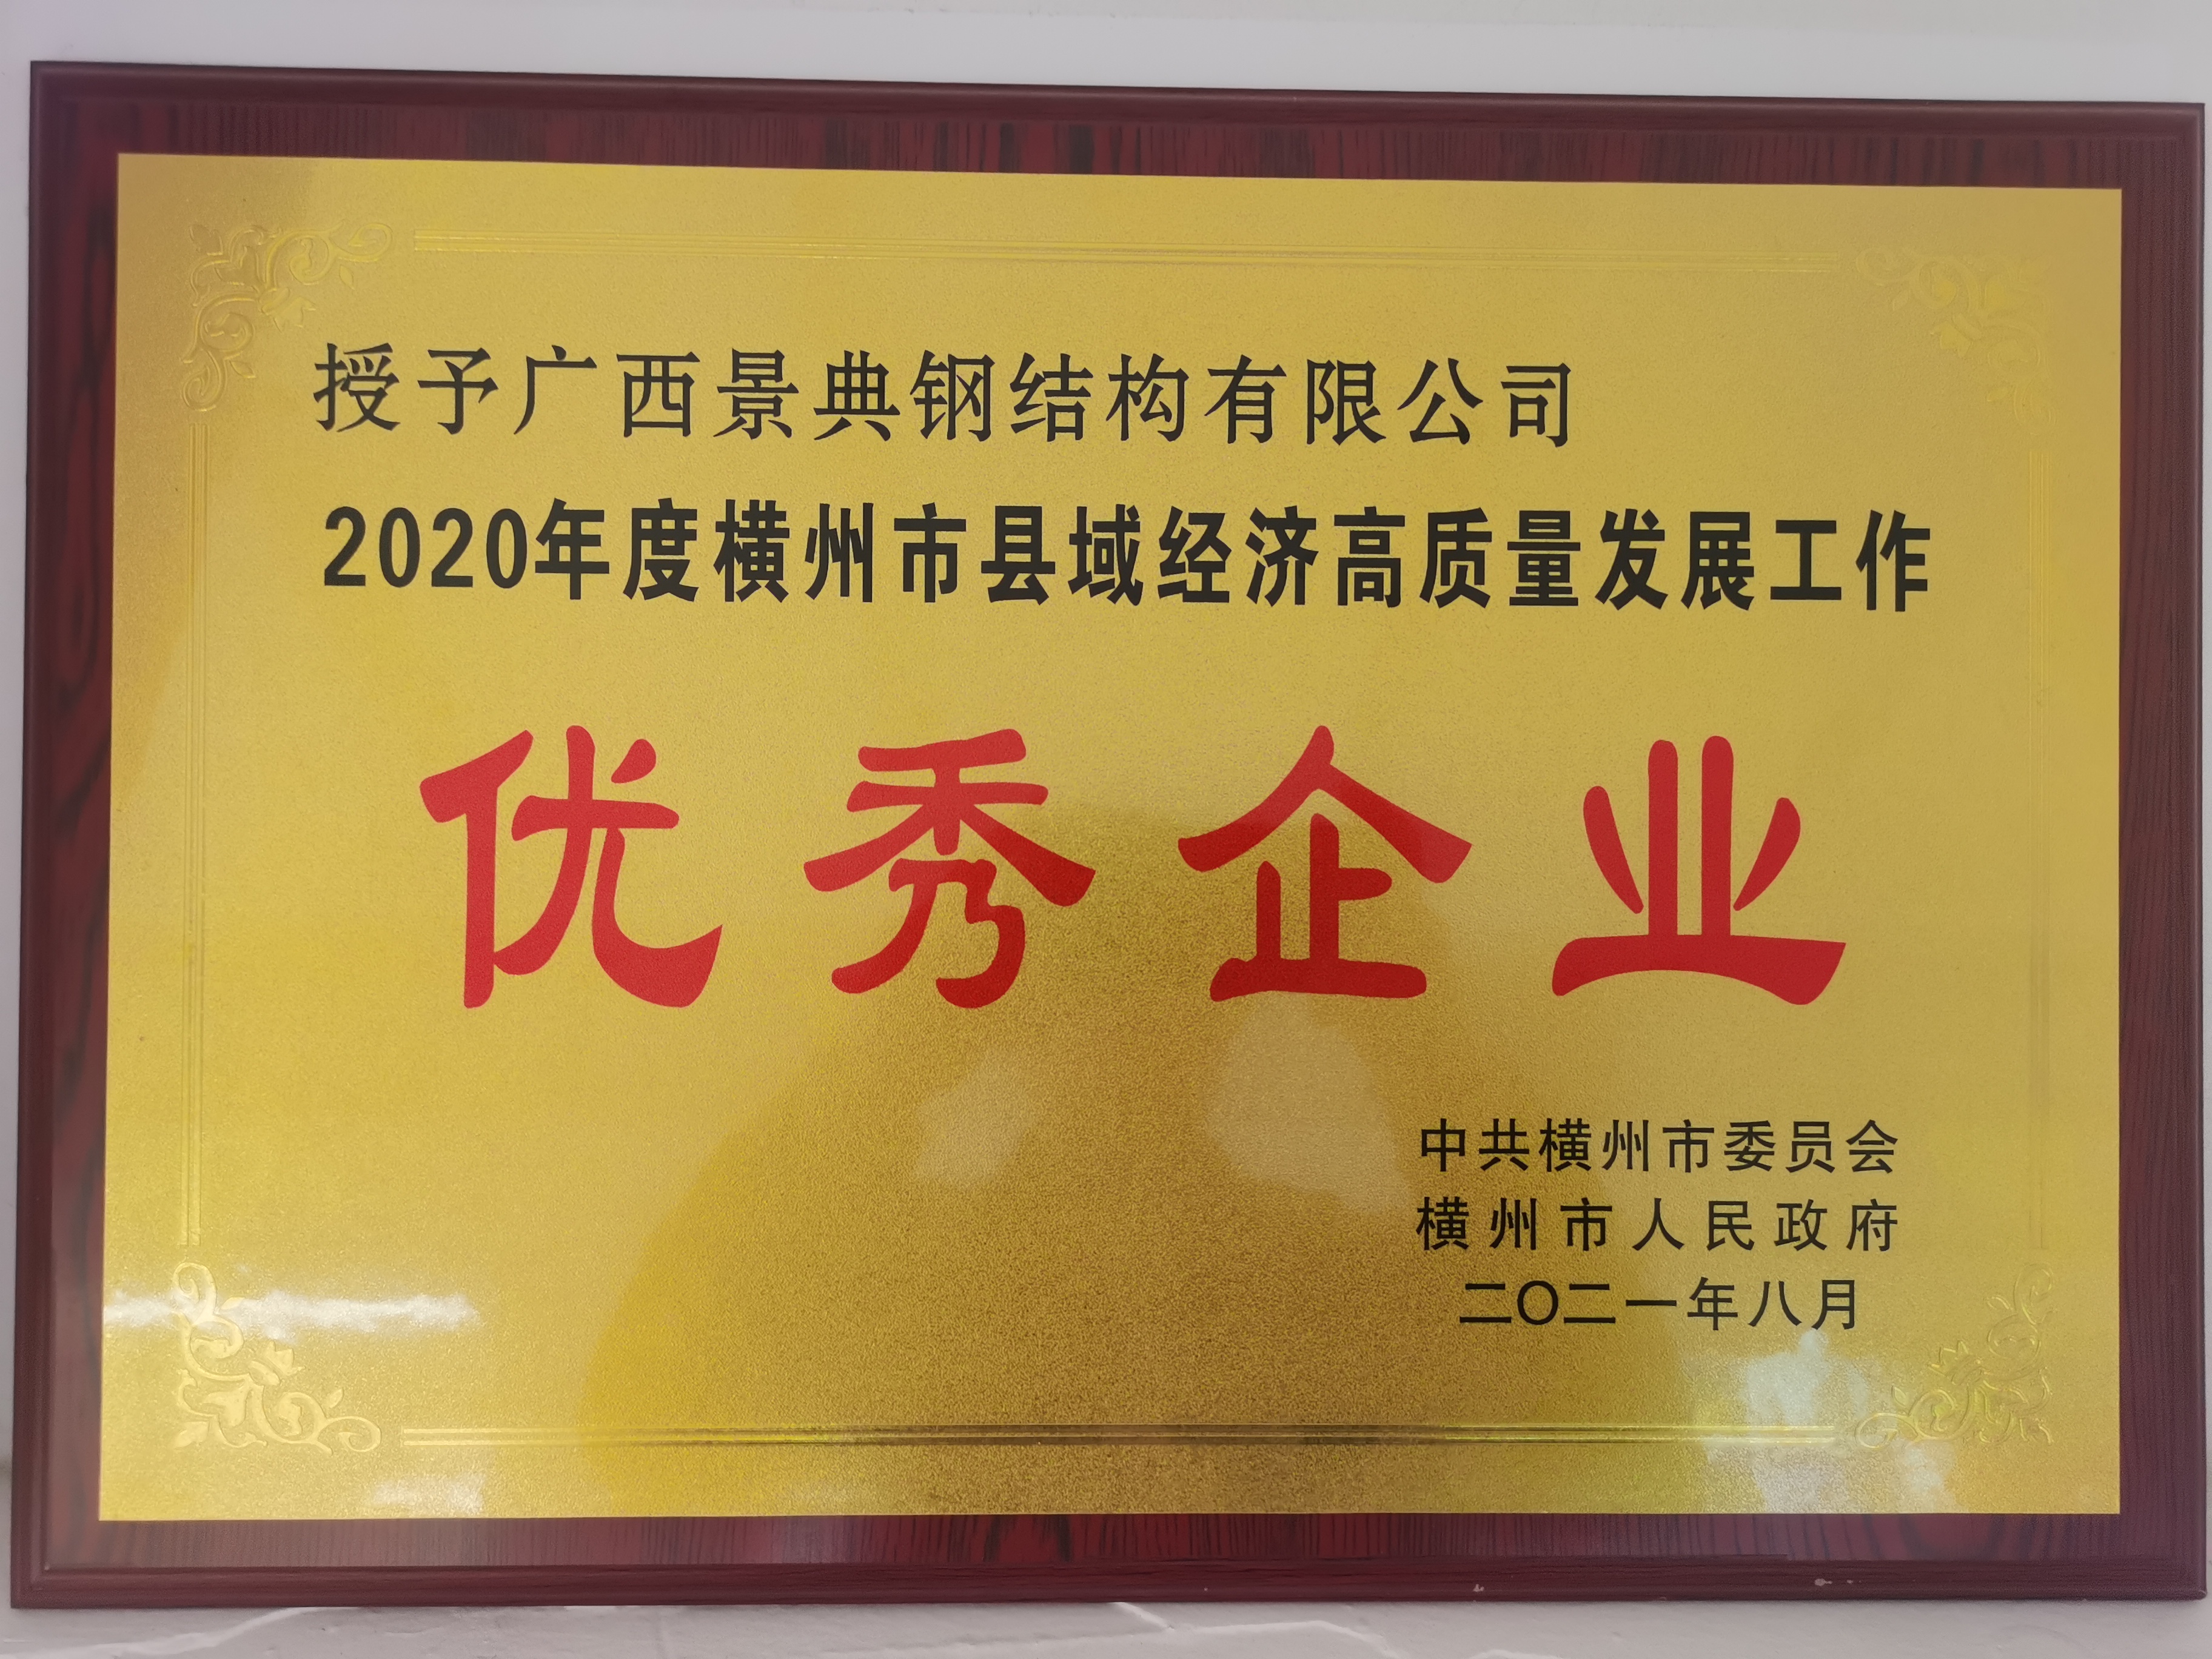 授予广西景典钢结构有限公司
2020年度横州市县域经济高质量发展工作
优秀企业
中共横州市委员会
横州市人民政府
二〇二一年八月